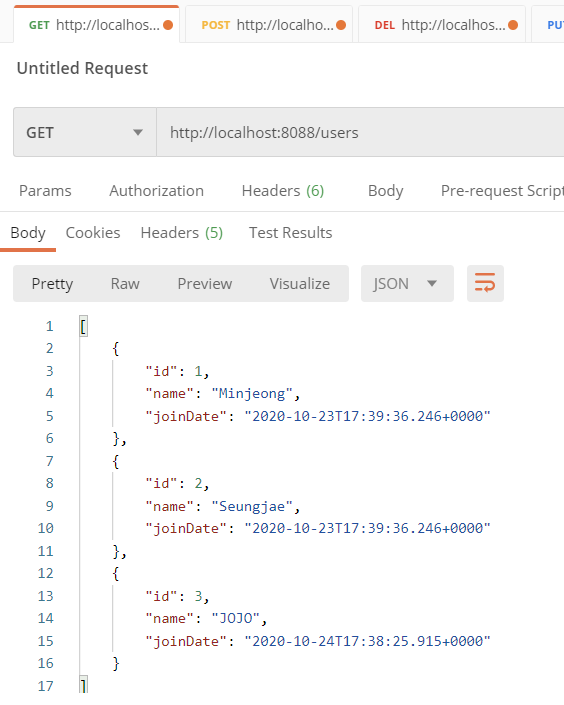 GET http://localhos... POST http://localho... DEL http://localhos... PU
Untitled Request
GET http://localhost:8088/users
Params Authorization Headers (6) Body Pre-request Script
Body Cookies Headers (5) Test Results
Pretty Raw Preview Visualize JSON
1 [
2 {
3 "id": 1,
4 "name": "Minjeong",
5 "joinDate": "2020-10-23T17:39:36.246+0000"
6 },
7 {
8 "id": 2,
9 "name": "Seungjae",
10 "joinDate": "2020-10-23T17:39:36.246+0000"
11 },
12 {
13 "id": 3,
14 "name": "JOJO",
15 "joinDate": "2020-10-24T17:38:25.915+0000"
16 }
17 ]